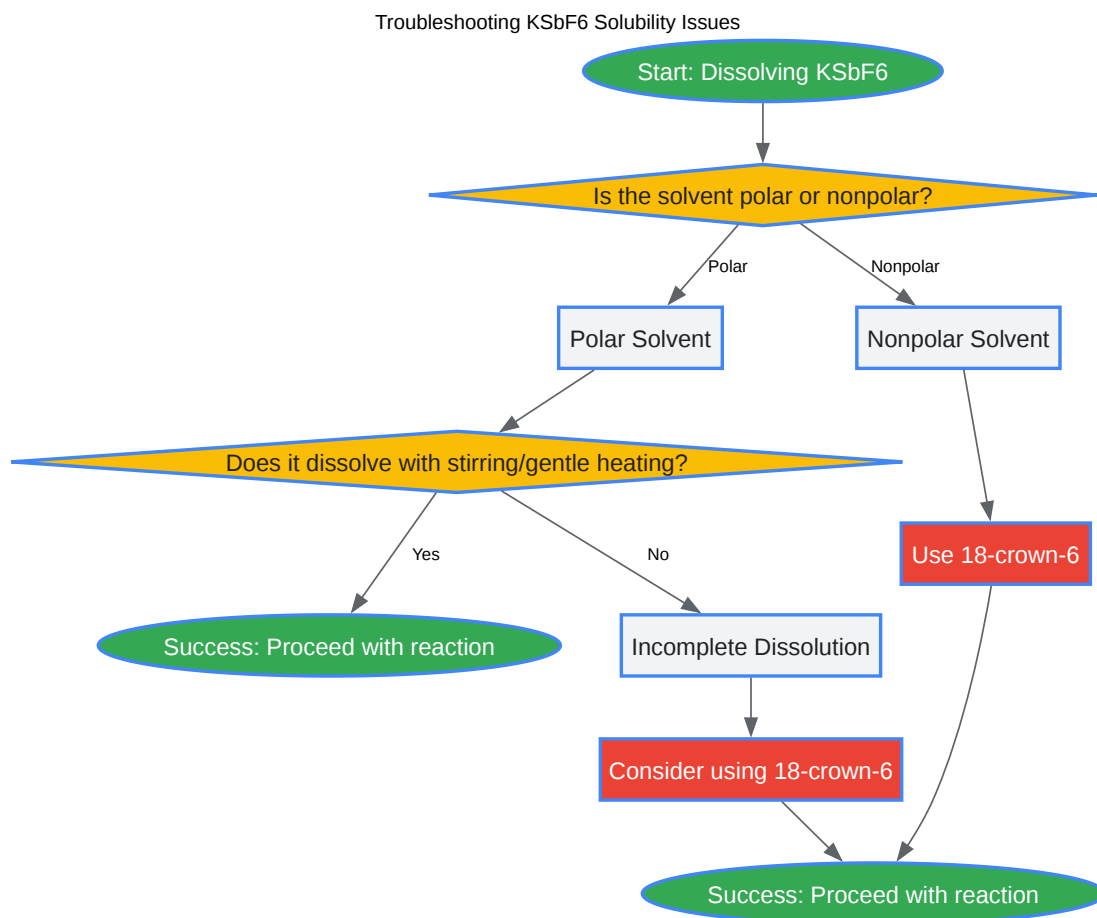 Troubleshooting KSbF6 Solubility Issues
Start: Dissolving KSbF6
Is the solvent polar or nonpolar?
Polar
Nonpolar
Polar Solvent
Nonpolar Solvent
Does it dissolve with stirring/gentle heating?
Yes
No
Use 18-crown-6
Success: Proceed with reaction
Incomplete Dissolution
Consider using 18-crown-6
Success: Proceed with reaction